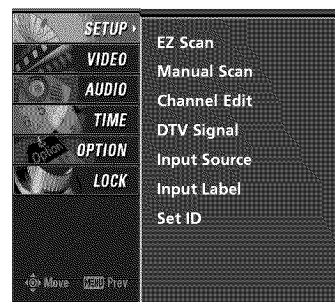 SETUP
VIDEO
AUDIO
TIME
Option OPTION
LOCK
Move MENU Prev
EZ Scan
Manual Scan
Channel Edit
DTV Signal
Input Source
Input Label
Set ID